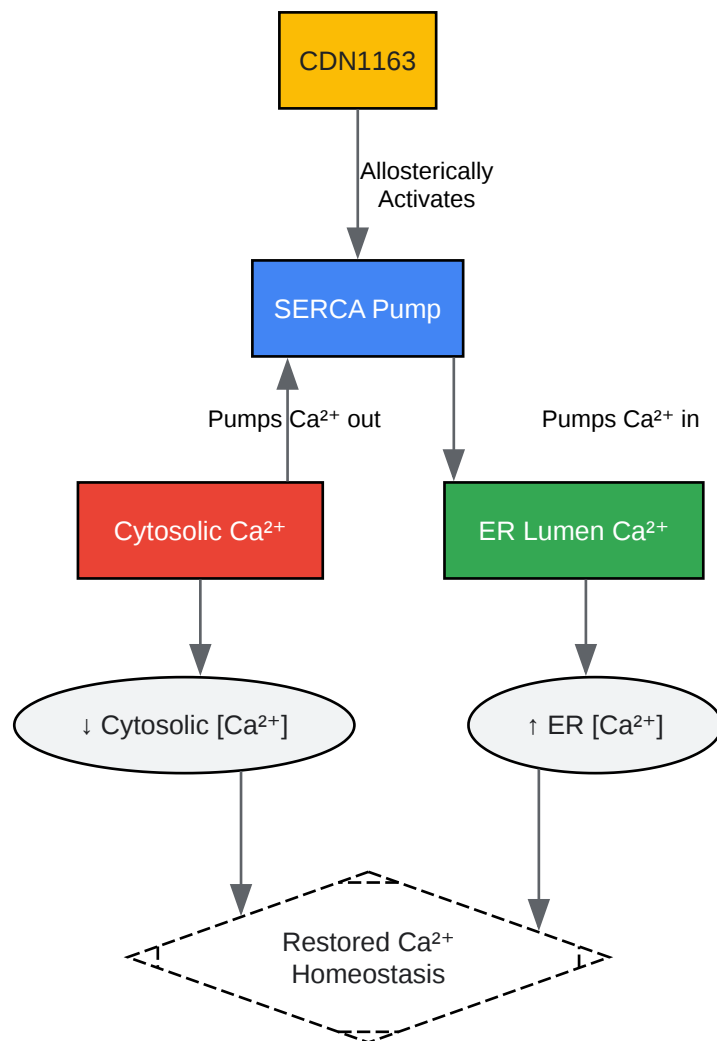 CDN1163
Allosterically
Activates
SERCA Pump
Pumps Ca²⁺ out
Pumps Ca²⁺ in
Cytosolic Ca²⁺
ER Lumen Ca²⁺
↓ Cytosolic [Ca²⁺]
↑ ER [Ca²⁺]
Restored Ca²⁺
Homeostasis